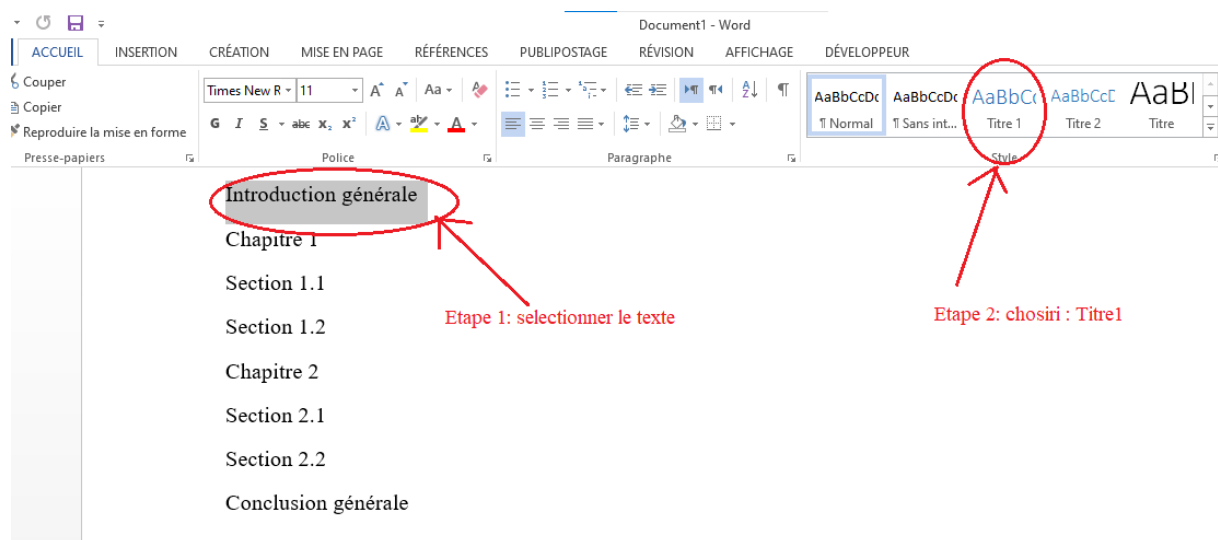 Document1 - Word
ACCUEIL INSERTION CRÉATION MISE EN PAGE RÉFÉRENCES PUBLIPOSTAGE RÉVISION AFFICHAGE DÉVELOPPEUR
Couper
Copier
Reproduire la mise en forme
Times New R 11 A A Aa
G I S abc X₂ X² A aby A
AaBbCcDc AaBbCcDc AaBbCc AaBbCcD AaBl
¶ Normal ¶ Sans int... Titre 1 Titre 2 Titre
Presse-papiers Police Paragraphe Style
Introduction générale
Chapitre 1
Section 1.1
Section 1.2
Etape 1: selectionner le texte
Etape 2: chosiri : Titre1
Chapitre 2
Section 2.1
Section 2.2
Conclusion générale